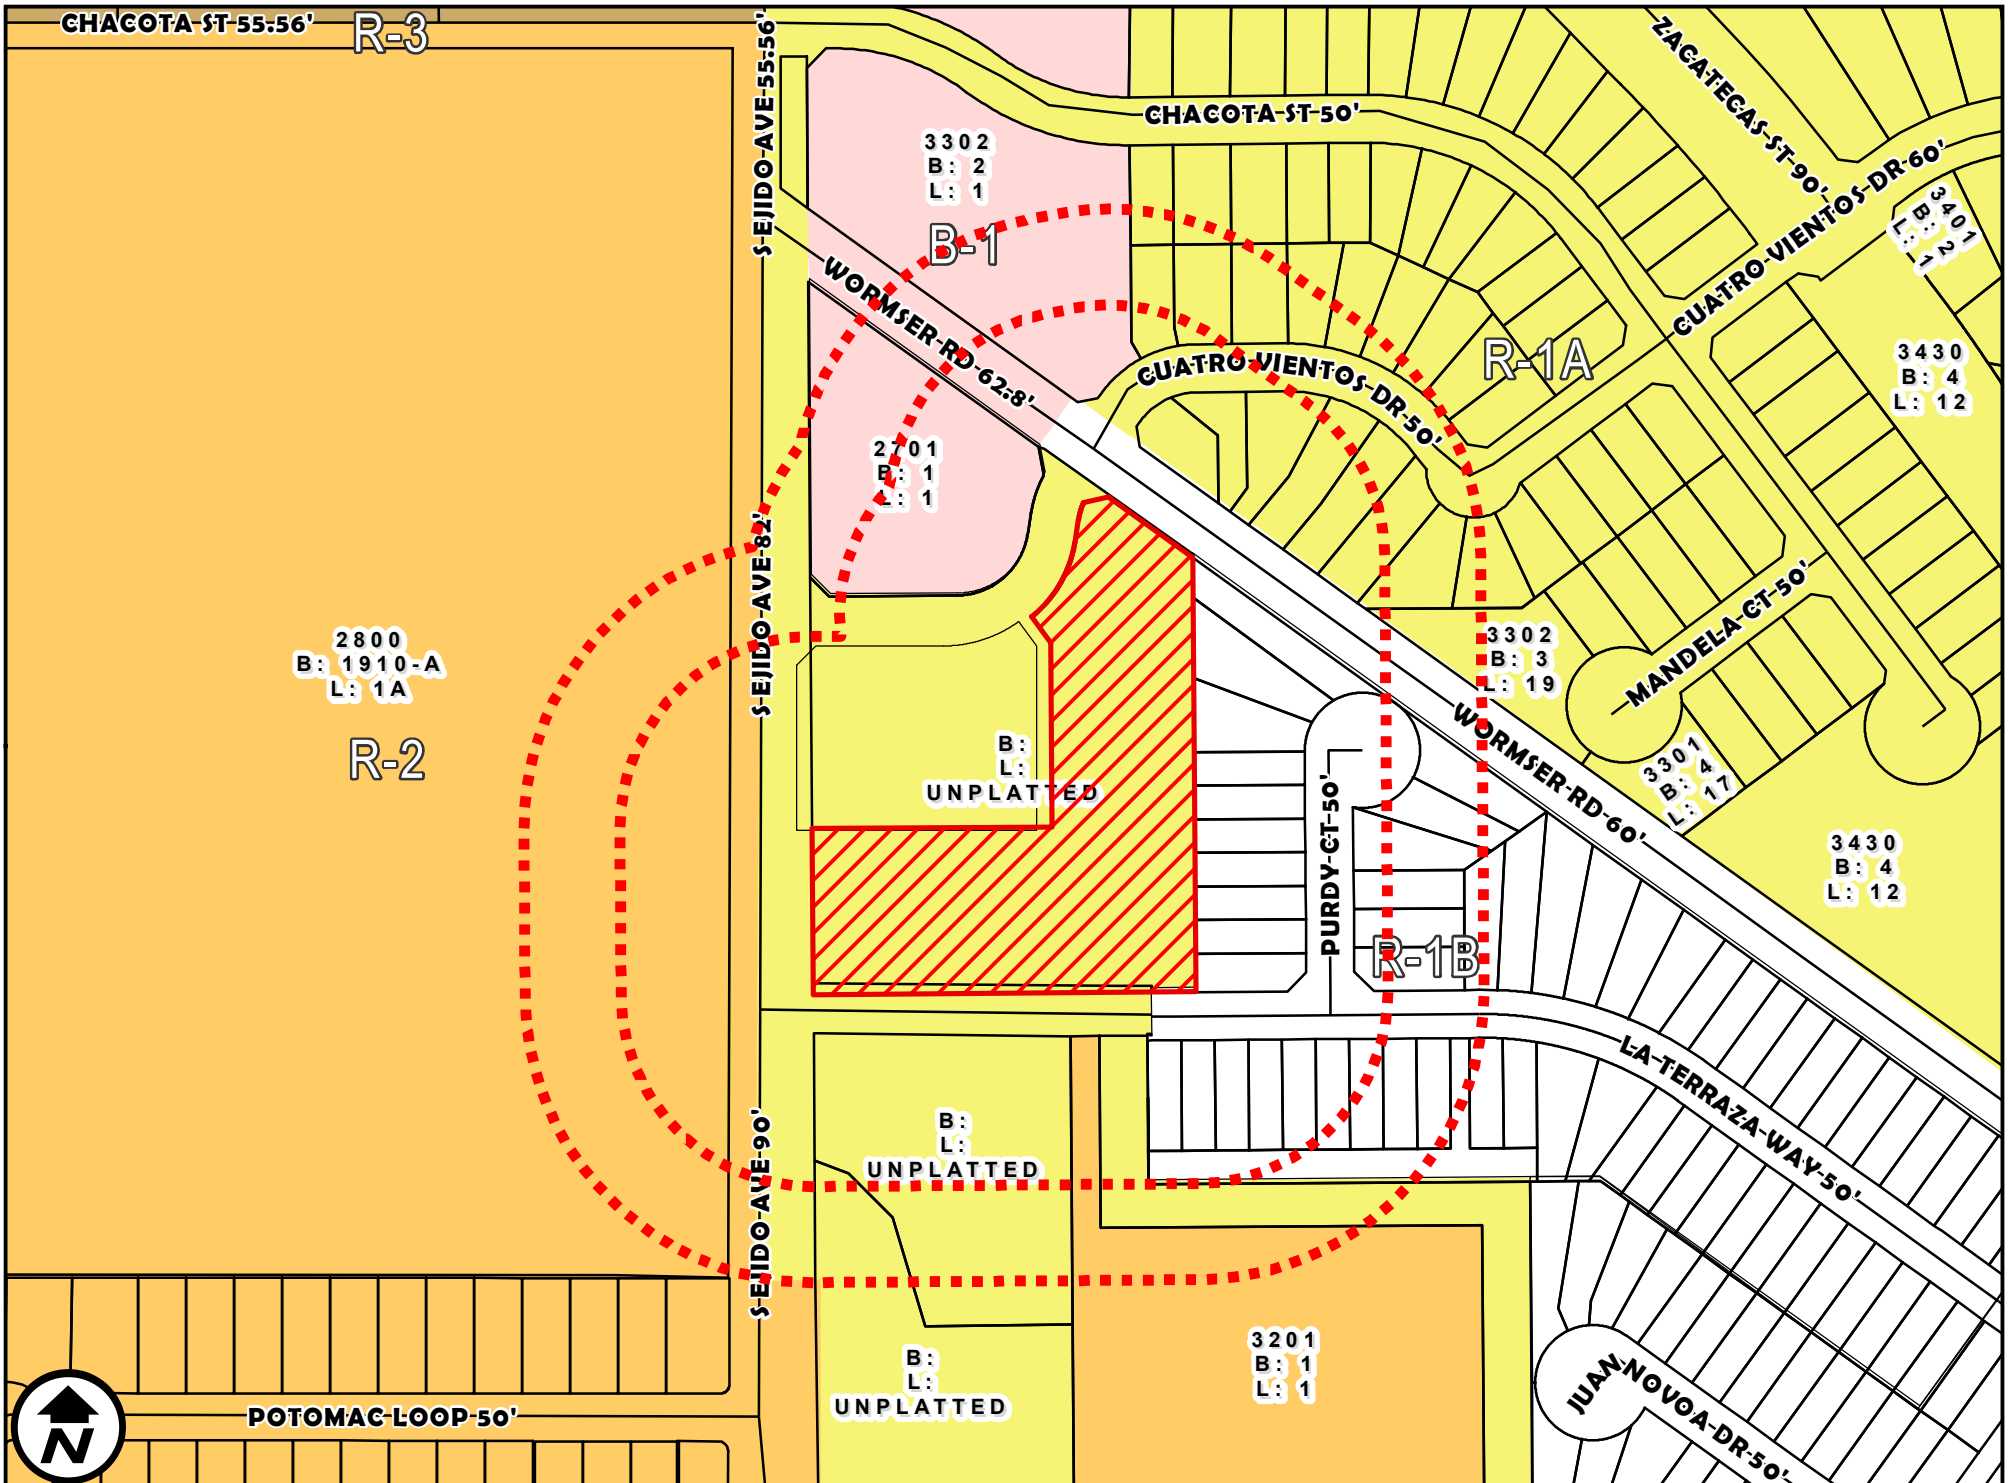 CHACOTA ST 55.56'
R-3
S EJIDO AVE 55.56'
ZACATECAS ST 90'
CHACOTA ST 50'
3302
B: 2
L: 1
B-1
CUATRO VIENTOS DR 60'
3401
B: 2
L: 1
WORMSER RD 62.8'
CUATRO VIENTOS DR 50'
R-1A
3430
B: 4
L: 12
2701
B: 1
L: 1
S EJIDO AVE 82'
2800
B: 1910-A
L: 1A
R-2
MANDELA CT 50'
3302
B: 3
L: 19
B:
L:
UNPLATTED
WORMSER RD 60'
3301
B: 4
L: 17
PURDY CT 50'
3430
B: 4
L: 12
R-1B
LA TERRAZA WAY 50'
S EJIDO AVE 90'
B:
L:
UNPLATTED
3201
B: 1
L: 1
B:
L:
UNPLATTED
JUAN NOVOA DR 50'
POTOMAC LOOP 50'
N